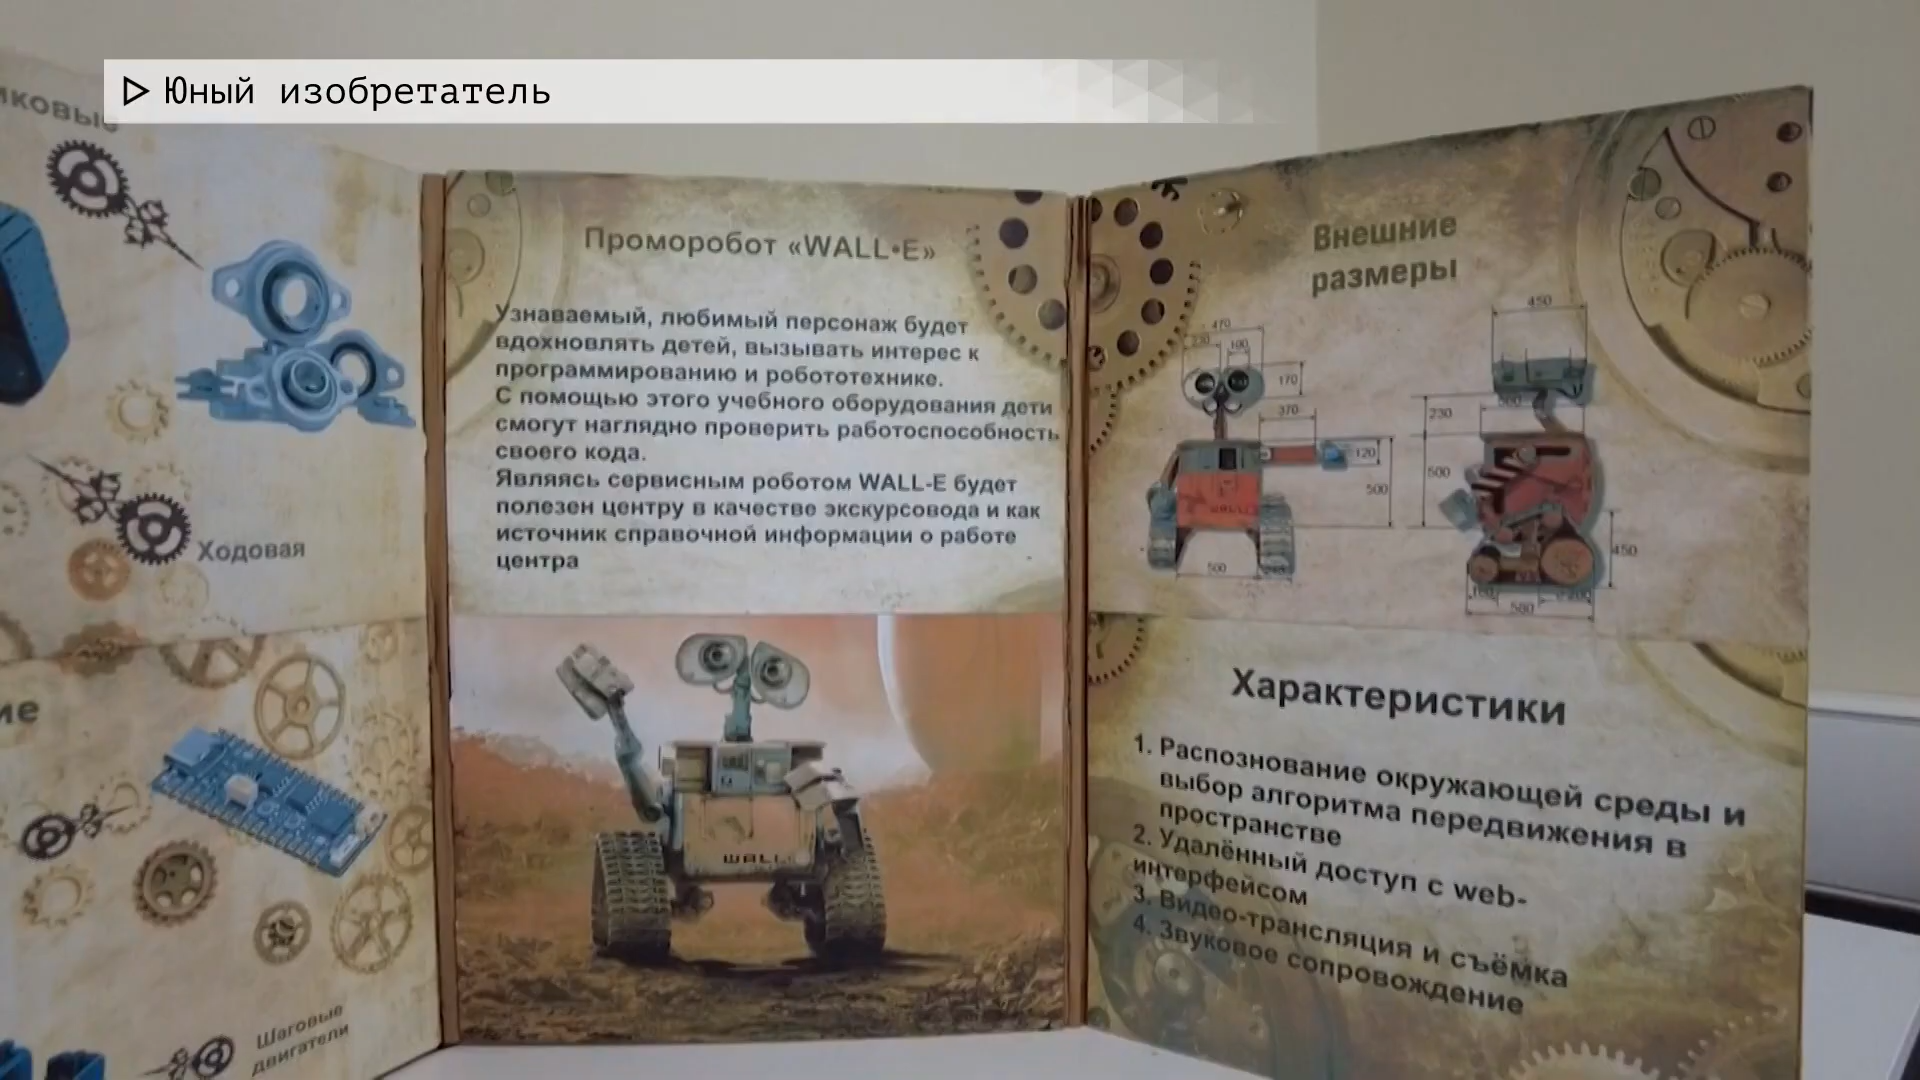 Юный изобретатель
Ходовая
Шаговые
двигатели
Проморобот «WALL•E»
Узнаваемый, любимый персонаж будет
вдохновлять детей, вызывать интерес к
программированию и робототехнике.
С помощью этого учебного оборудования дети
смогут наглядно проверить работоспособность
своего кода.
Являясь сервисным роботом WALL-E будет
полезен центру в качестве экскурсовода и как
источник справочной информации о работе
центра
WALL
Внешние
размеры
470
230 100
170
370
120
500
500
450
230
500
450
580
Характеристики
1. Распознование окружающей среды и
выбор алгоритма передвижения в
пространстве
2. Удалённый доступ с web-
интерфейсом
3. Видео-трансляция и съёмка
4. Звуковое сопровождение